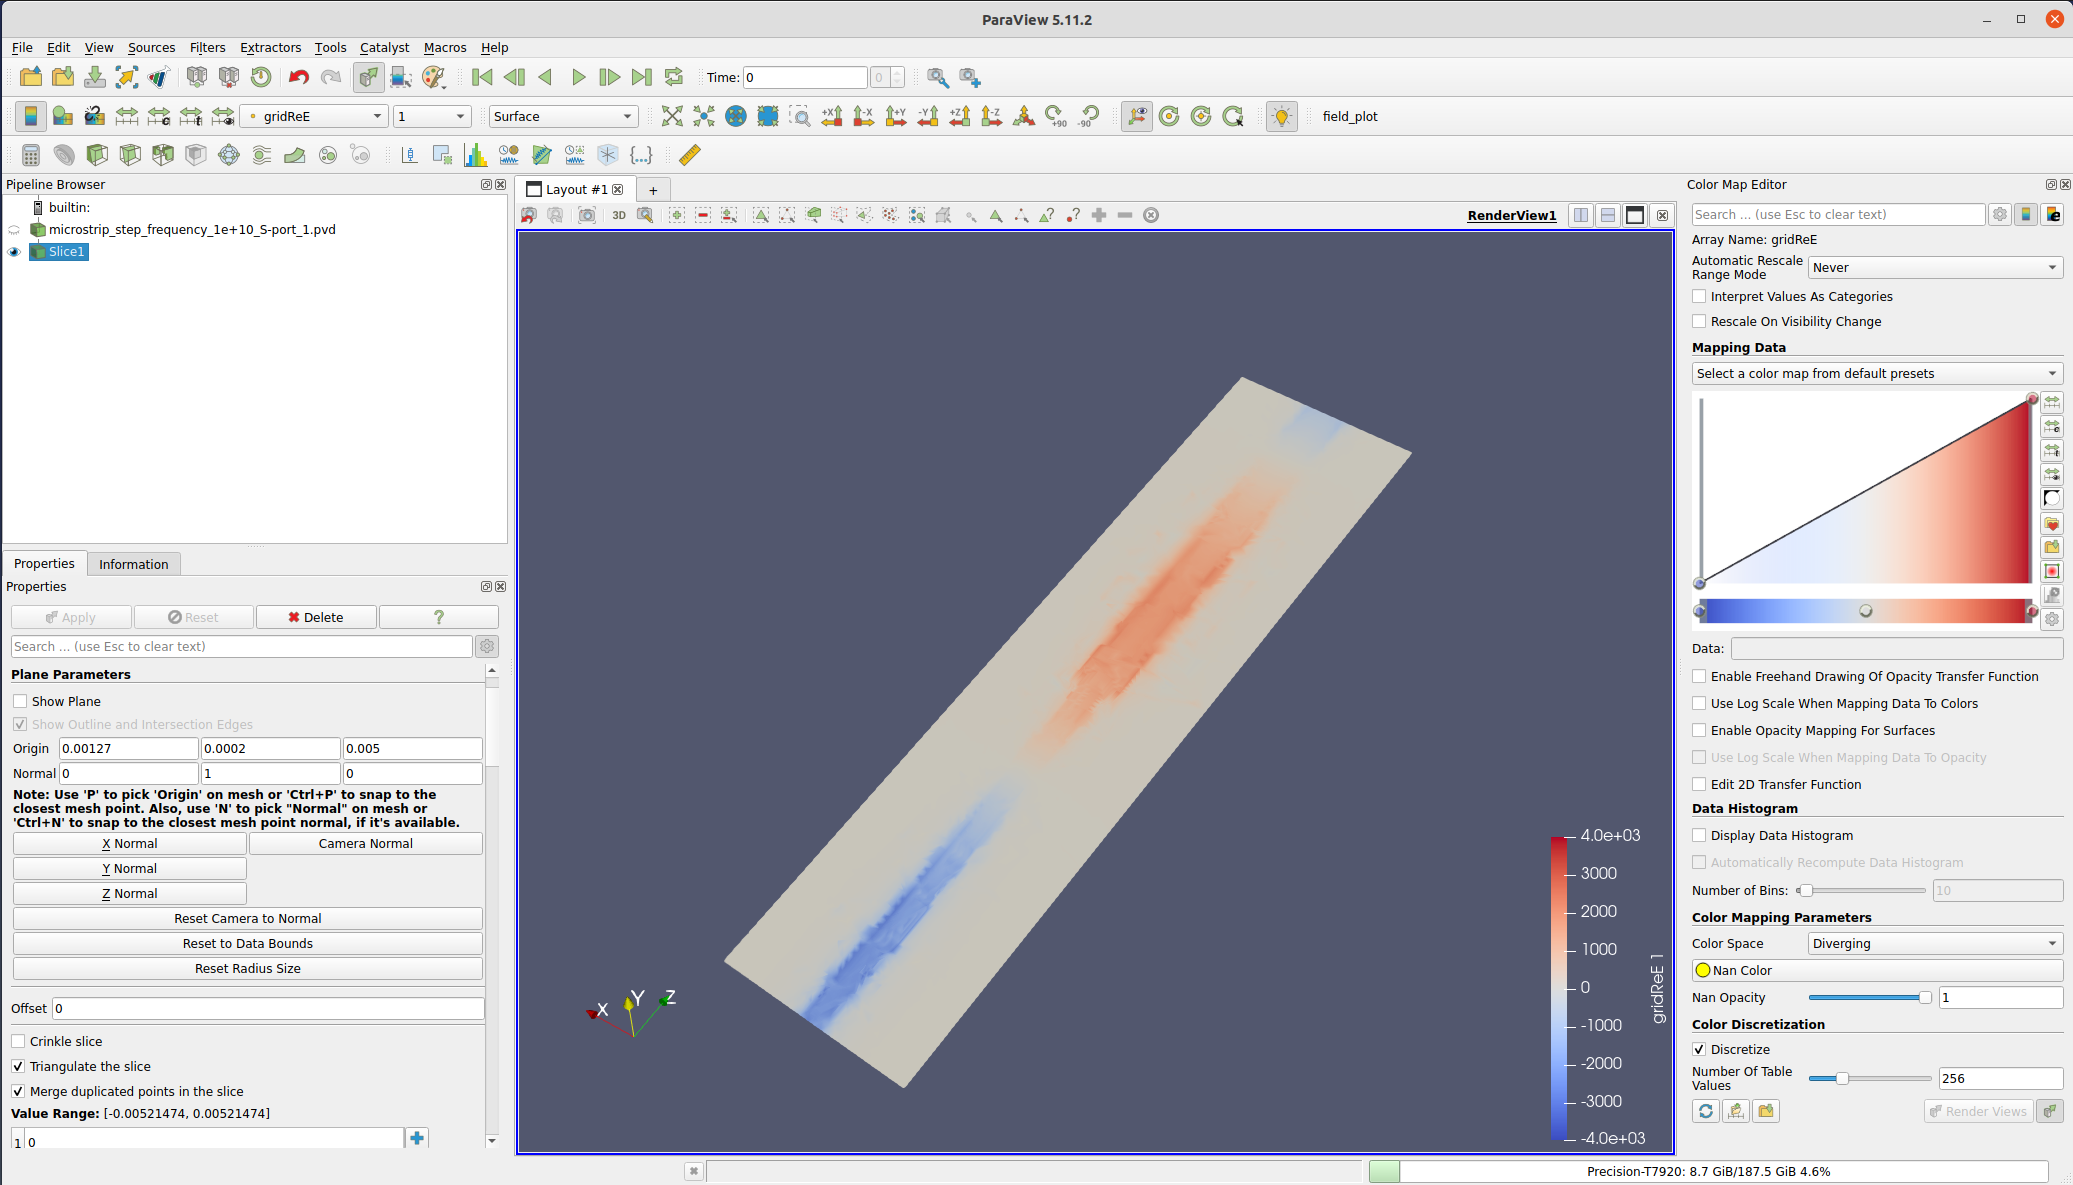 ParaView 5.11.2
File Edit View Sources Filters Extractors Tools Catalyst Macros Help
Time: 0 0
gridReE 1 Surface +X -X +Y -Y +Z -Z +90 -90 field_plot
Pipeline Browser
builtin:
microstrip_step_frequency_1e+10_S-port_1.pvd
Slice1
Properties Information
Properties
Apply Reset Delete ?
Search ... (use Esc to clear text)
Plane Parameters
Show Plane
Show Outline and Intersection Edges
Origin 0.00127 0.0002 0.005
Normal 0 1 0
Note: Use 'P' to pick 'Origin' on mesh or 'Ctrl+P' to snap to the
closest mesh point. Also, use 'N' to pick "Normal" on mesh or
'Ctrl+N' to snap to the closest mesh point normal, if it's available.
X Normal Camera Normal
Y Normal
Z Normal
Reset Camera to Normal
Reset to Data Bounds
Reset Radius Size
Offset 0
Crinkle slice
Triangulate the slice
Merge duplicated points in the slice
Value Range: [-0.00521474, 0.00521474]
1 0
Layout #1 +
3D RenderView1
X Y Z
4.0e+03
3000
2000
1000
0
-1000
-2000
-3000
-4.0e+03
gridReE 1
Color Map Editor
Search ... (use Esc to clear text)
Array Name: gridReE
Automatic Rescale
Range Mode
Never
Interpret Values As Categories
Rescale On Visibility Change
Mapping Data
Select a color map from default presets
Data:
Enable Freehand Drawing Of Opacity Transfer Function
Use Log Scale When Mapping Data To Colors
Enable Opacity Mapping For Surfaces
Use Log Scale When Mapping Data To Opacity
Edit 2D Transfer Function
Data Histogram
Display Data Histogram
Automatically Recompute Data Histogram
Number of Bins: 10
Color Mapping Parameters
Color Space Diverging
Nan Color
Nan Opacity 1
Color Discretization
Discretize
Number Of Table
Values
256
Render Views
Precision-T7920: 8.7 GiB/187.5 GiB 4.6%